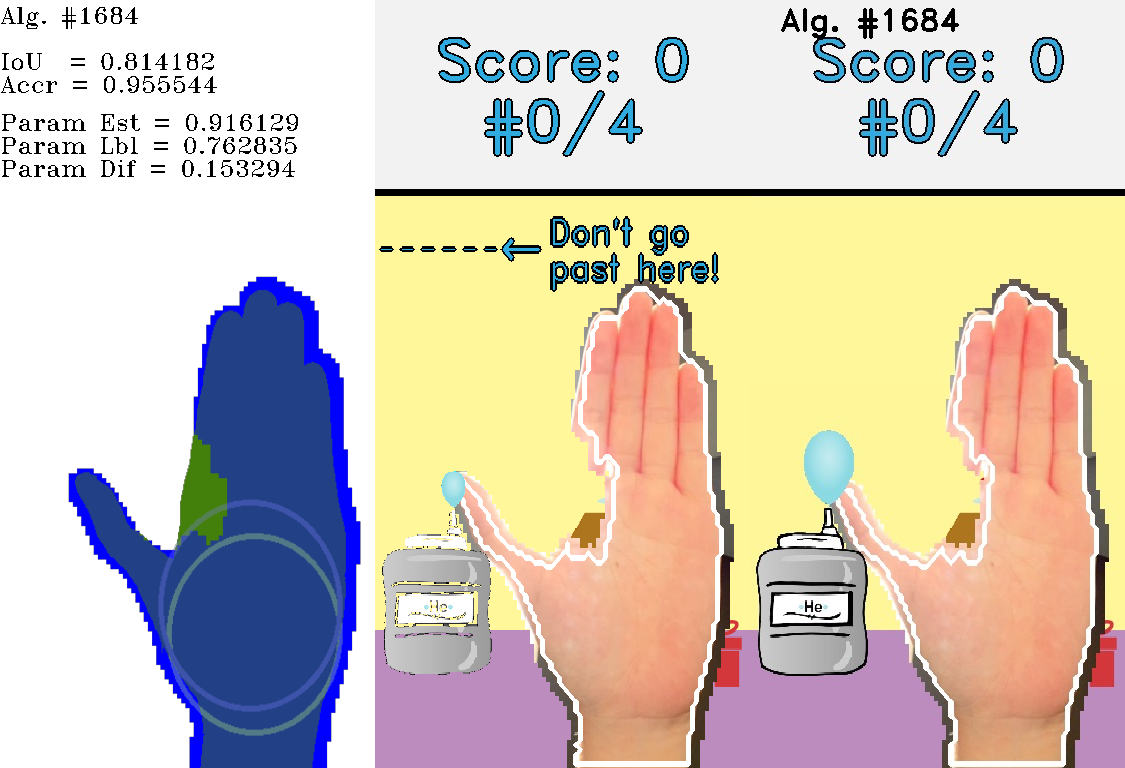 Alg. #1684
IoU = 0.814182
Accr = 0.955544
Param Est = 0.916129
Param Lbl = 0.762835
Param Dif = 0.153294
Score: 0
#0/4
Don't go
past here!
He
Alg. #1684
Score: 0
#0/4
He